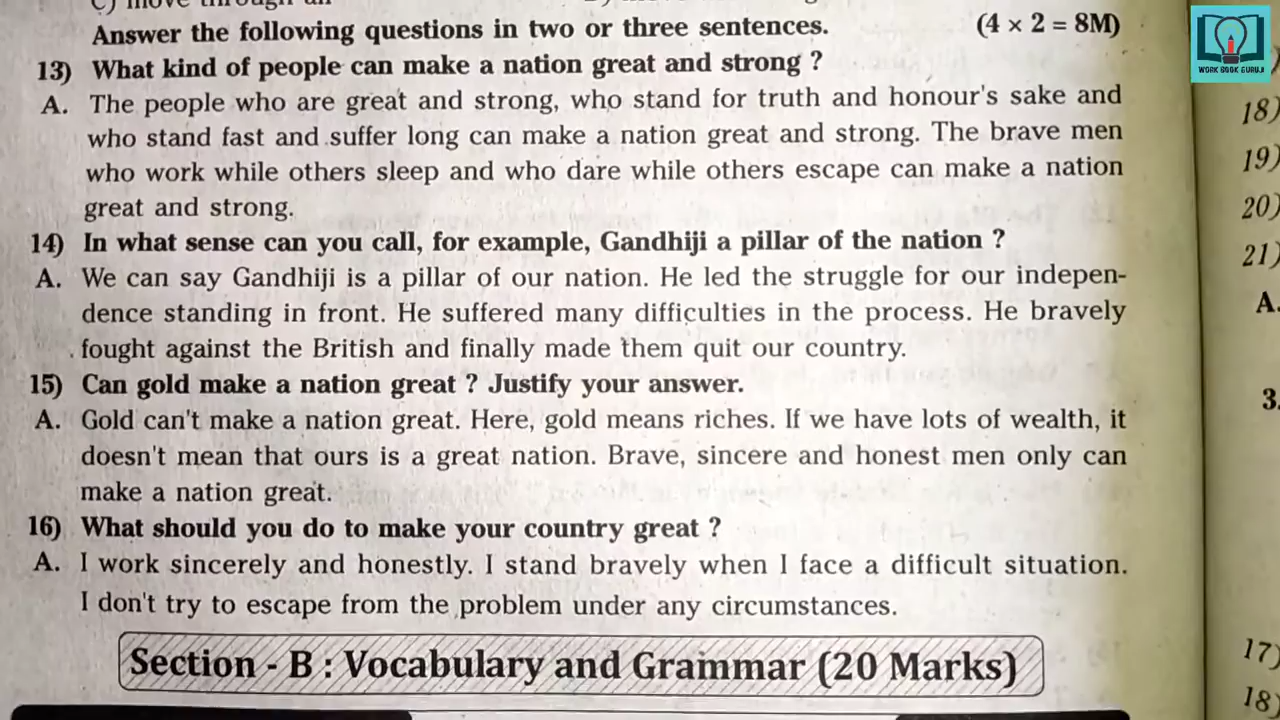 C) move through an
Answer the following questions in two or three sentences. (4 × 2 = 8M)
13) What kind of people can make a nation great and strong ?
A. The people who are great and strong, who stand for truth and honour's sake and
who stand fast and suffer long can make a nation great and strong. The brave men
who work while others sleep and who dare while others escape can make a nation
great and strong.
14) In what sense can you call, for example, Gandhiji a pillar of the nation ?
A. We can say Gandhiji is a pillar of our nation. He led the struggle for our indepen-
dence standing in front. He suffered many difficulties in the process. He bravely
fought against the British and finally made them quit our country.
15) Can gold make a nation great ? Justify your answer.
A. Gold can't make a nation great. Here, gold means riches. If we have lots of wealth, it
doesn't mean that ours is a great nation. Brave, sincere and honest men only can
make a nation great.
16) What should you do to make your country great ?
A. I work sincerely and honestly. I stand bravely when I face a difficult situation.
I don't try to escape from the problem under any circumstances.
Section - B : Vocabulary and Grammar (20 Marks)
WORK BOOK GURUJI
18)
19)
20)
21)
A.
3.
17)
18)